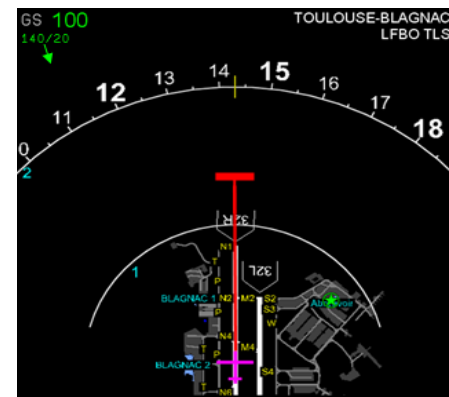 GS 100
140/20
TOULOUSE-BLAGNAC
LFBO TLS
0
11
12
13
14
15
16
17
18
2
32R
N1
32L
1
T
P
BLAGNAC 1
N2
M2
S2
S3
P
W
T
N4
P
M4
BLAGNAC 2
S4
T
N6